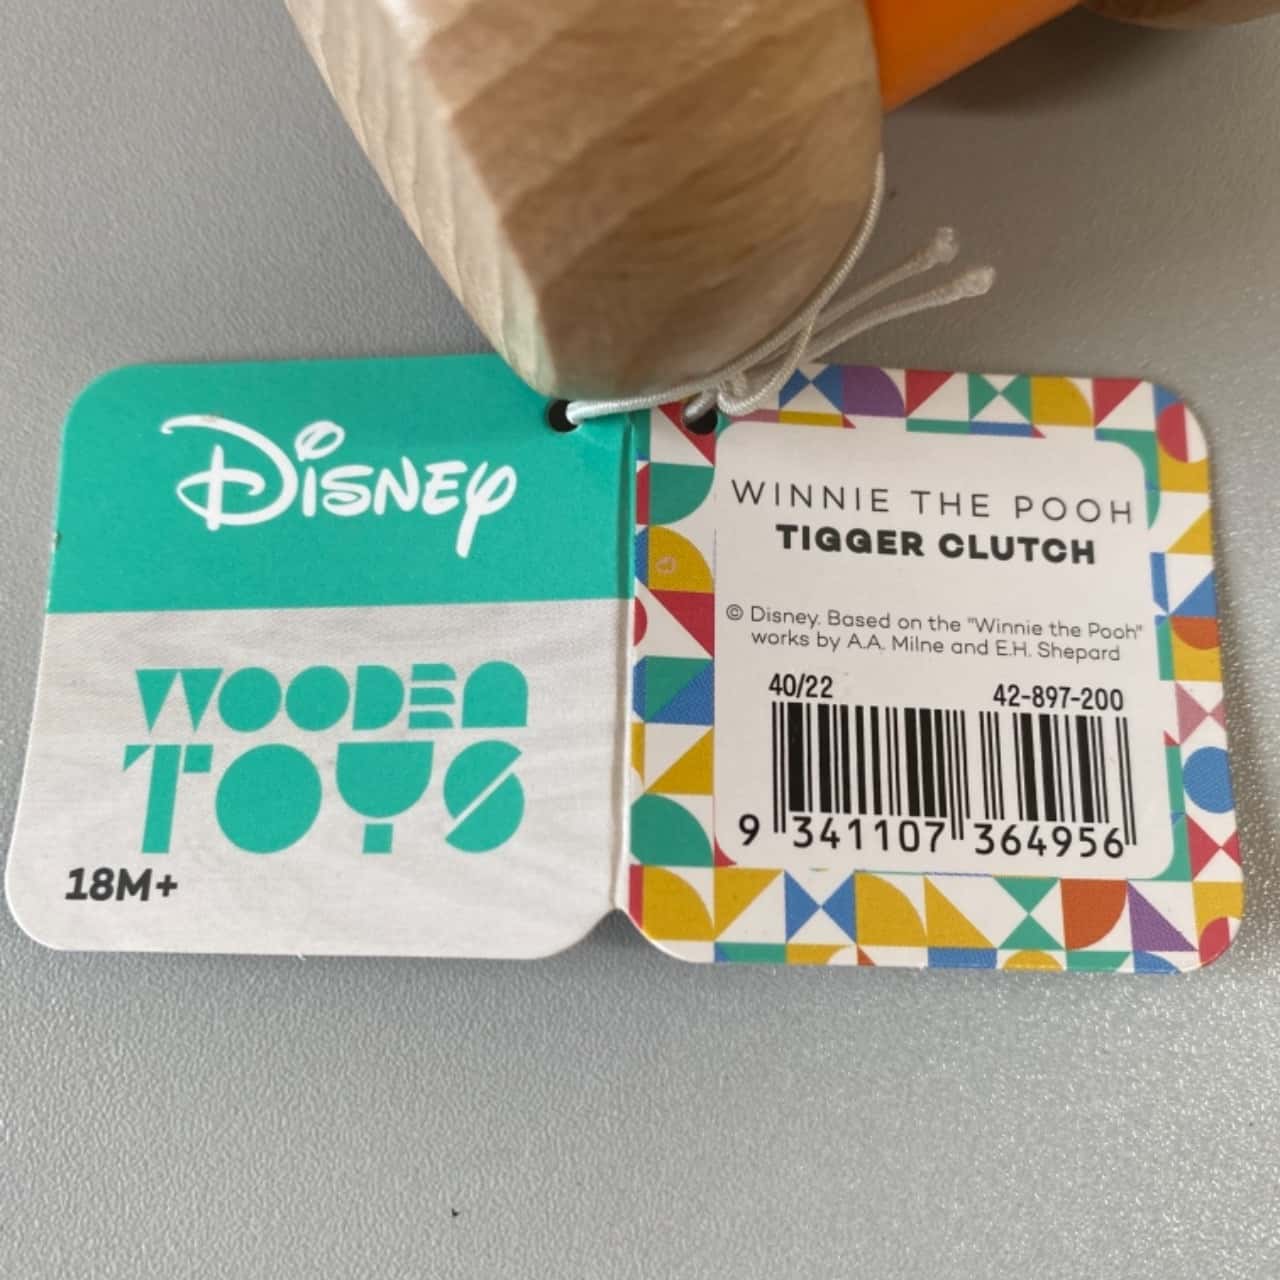 Disney
WOODEN
TOYS
18M+
WINNIE THE POOH
TIGGER CLUTCH
© Disney. Based on the "Winnie the Pooh"
works by A.A. Milne and E.H. Shepard
40/22 42-897-200
9 341107 364956